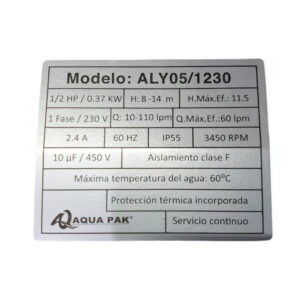 Modelo: ALY05/1230
1/2 HP / 0.37 KW H: 8 -14 m H.Máx.Ef.: 11.5
1 Fase / 230 V Q: 10-110 lpm Q.Máx.Ef.:60 lpm
2.4 A 60 HZ IP55 3450 RPM
10 µF / 450 V Aislamiento clase F
Máxima temperatura del agua: 60ºC
Protección térmica incorporada
AQUA PAK® Servicio continuo